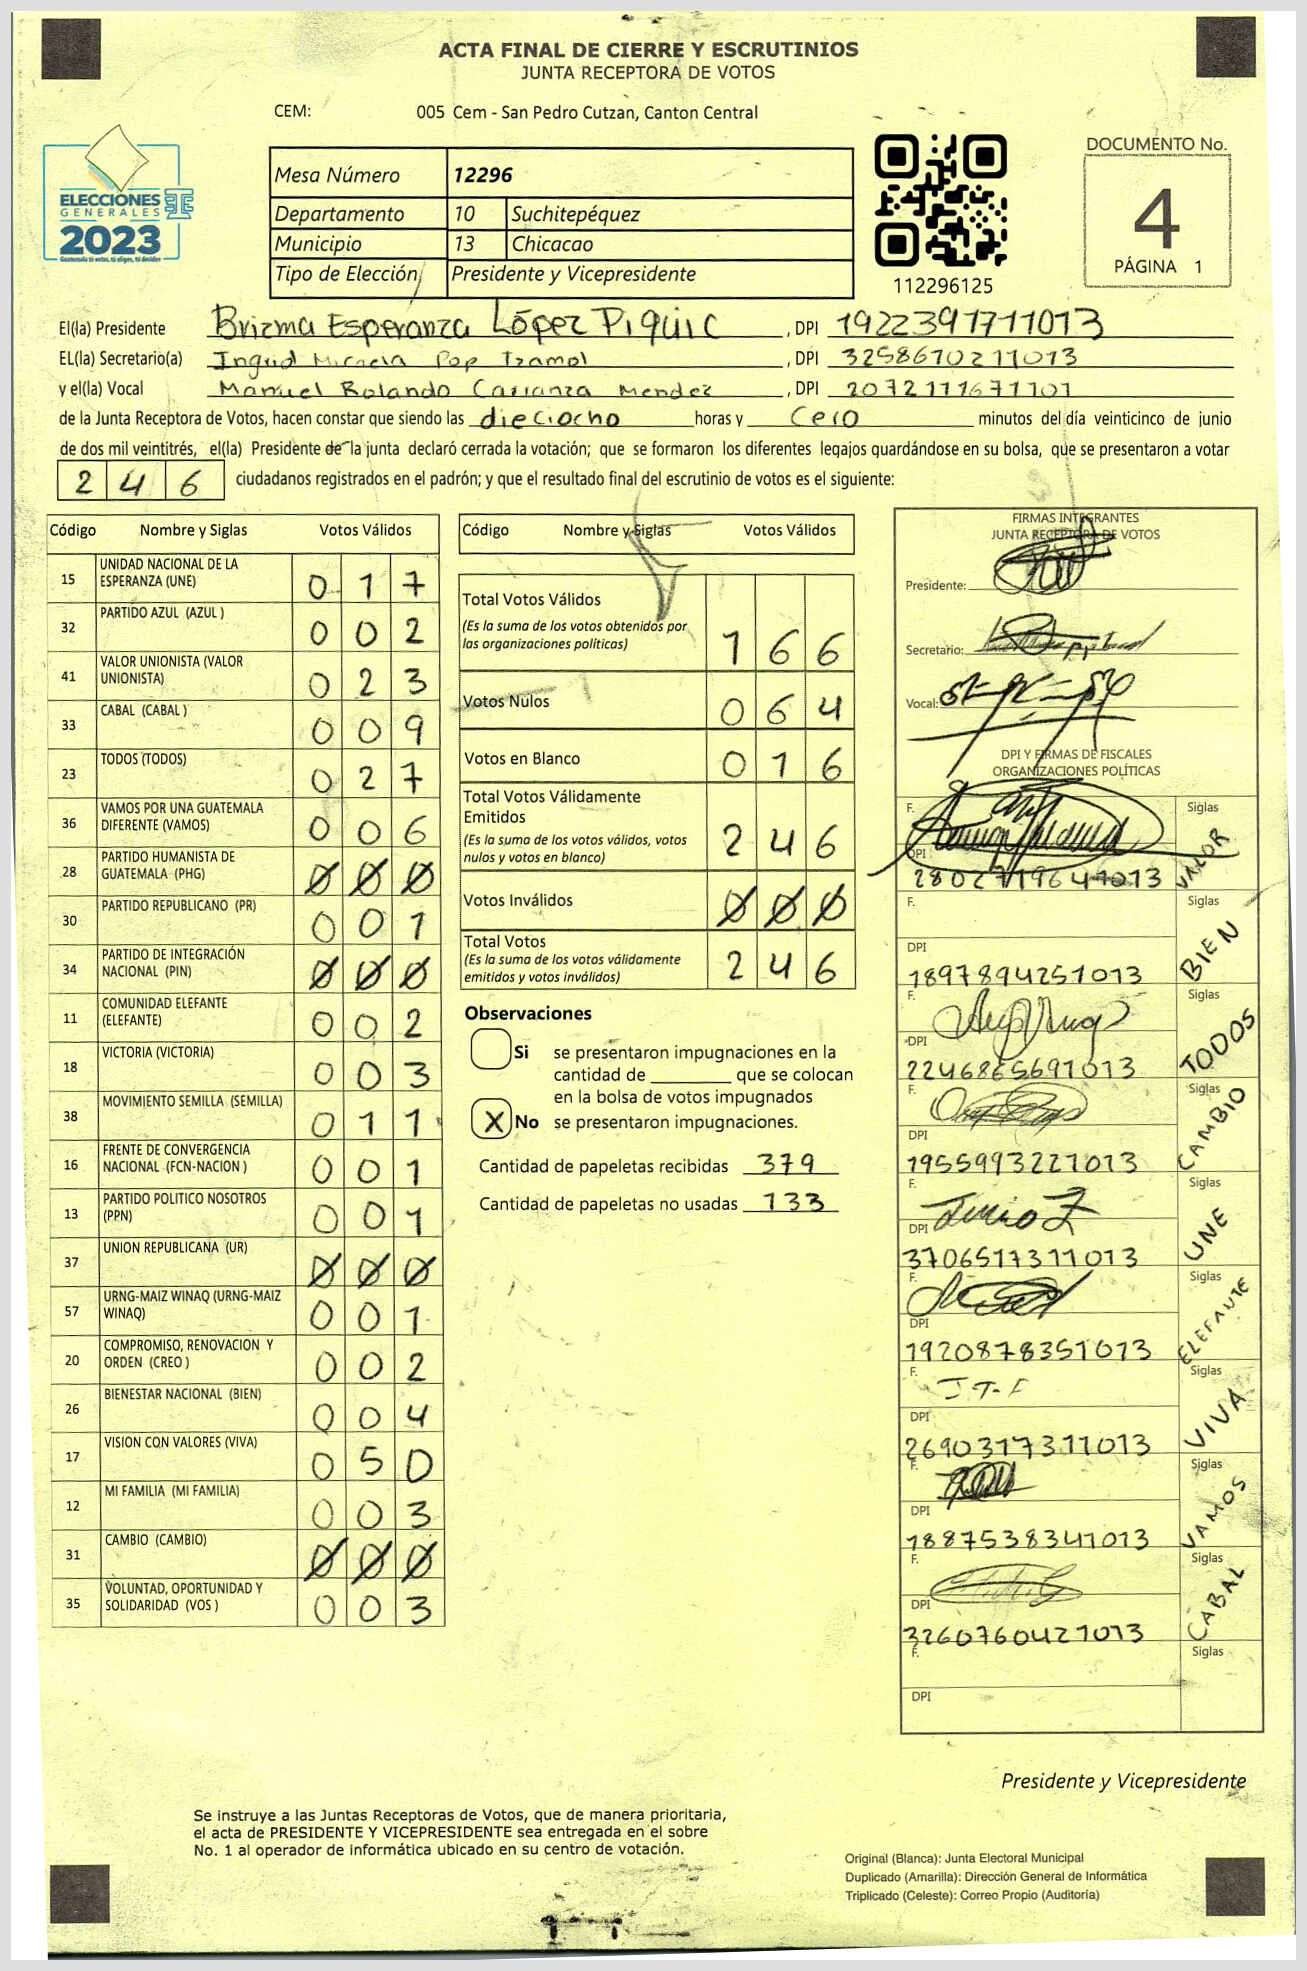 ACTA FINAL DE CIERRE Y ESCRUTINIOS
JUNTA RECEPTORA DE VOTOS
CEM: 005 Cem - San Pedro Cutzan, Canton Central
ELECCIONES
GENERALES
2023
Guatemala tú votas, tú eliges, tú decides
Mesa Número 12296
Departamento 10 Suchitepéquez
Municipio 13 Chicacao
Tipo de Elección Presidente y Vicepresidente
112296125
DOCUMENTO No.
4
PÁGINA 1
El(la) Presidente Brizma Esperanza López Piquic, DPI 1922391711013
EL(la) Secretario(a) Ingrid Micaela Pop Tzamol, DPI 3258610211013
y el(la) Vocal Manuel Rolando Carranza Mendez, DPI 2072111671101
de la Junta Receptora de Votos, hacen constar que siendo las dieciocho horas y cero minutos del día veinticinco de junio
de dos mil veintitrés, el(la) Presidente de la junta declaró cerrada la votación; que se formaron los diferentes legajos guardándose en su bolsa, que se presentaron a votar
2 4 6 ciudadanos registrados en el padrón; y que el resultado final del escrutinio de votos es el siguiente:
Código Nombre y Siglas Votos Válidos
15 UNIDAD NACIONAL DE LA ESPERANZA (UNE) 0 1 7
32 PARTIDO AZUL (AZUL ) 0 0 2
41 VALOR UNIONISTA (VALOR UNIONISTA) 0 2 3
33 CABAL (CABAL ) 0 0 9
23 TODOS (TODOS) 0 2 7
36 VAMOS POR UNA GUATEMALA DIFERENTE (VAMOS) 0 0 6
28 PARTIDO HUMANISTA DE GUATEMALA (PHG) 0 0 0
30 PARTIDO REPUBLICANO (PR) 0 0 1
34 PARTIDO DE INTEGRACIÓN NACIONAL (PIN) 0 0 0
11 COMUNIDAD ELEFANTE (ELEFANTE) 0 0 2
18 VICTORIA (VICTORIA) 0 0 3
38 MOVIMIENTO SEMILLA (SEMILLA) 0 1 1
16 FRENTE DE CONVERGENCIA NACIONAL (FCN-NACION ) 0 0 1
13 PARTIDO POLITICO NOSOTROS (PPN) 0 0 1
37 UNION REPUBLICANA (UR) 0 0 0
57 URNG-MAIZ WINAQ (URNG-MAIZ WINAQ) 0 0 1
20 COMPROMISO, RENOVACION Y ORDEN (CREO ) 0 0 2
26 BIENESTAR NACIONAL (BIEN) 0 0 4
17 VISION CON VALORES (VIVA) 0 5 0
12 MI FAMILIA (MI FAMILIA) 0 0 3
31 CAMBIO (CAMBIO) 0 0 0
35 VOLUNTAD, OPORTUNIDAD Y SOLIDARIDAD (VOS ) 0 0 3
Código Nombre y Siglas Votos Válidos
Total Votos Válidos 1 6 6
(Es la suma de los votos obtenidos por
las organizaciones políticas)
Votos Nulos 0 6 4
Votos en Blanco 0 1 6
Total Votos Válidamente
Emitidos 2 4 6
(Es la suma de los votos válidos, votos
nulos y votos en blanco)
Votos Inválidos 0 0 0
Total Votos 2 4 6
(Es la suma de los votos válidamente
emitidos y votos inválidos)
Observaciones
Si se presentaron impugnaciones en la
cantidad de ________ que se colocan
en la bolsa de votos impugnados
X No se presentaron impugnaciones.
Cantidad de papeletas recibidas 379
Cantidad de papeletas no usadas 133
FIRMAS INTEGRANTES
JUNTA RECEPTORA DE VOTOS
Presidente:
Secretario:
Vocal:
DPI Y FIRMAS DE FISCALES
ORGANIZACIONES POLÍTICAS
F. Siglas VALOR
DPI
F. Siglas BIEN
DPI 1897894251013
F. Siglas TODOS
DPI 2246865691013
F. Siglas CAMBIO
DPI 1955993221013
F. Siglas UNE
DPI 3706517311013
F. Siglas ELEFANTE
DPI 1920878351013
F. Siglas VIVA
DPI 2690317311013
F. Siglas VAMOS
DPI 1887538341013
F. Siglas CABAL
DPI 3260760421013
F. Siglas
DPI
Presidente y Vicepresidente
Se instruye a las Juntas Receptoras de Votos, que de manera prioritaria,
el acta de PRESIDENTE Y VICEPRESIDENTE sea entregada en el sobre
No. 1 al operador de informática ubicado en su centro de votación.
Original (Blanca): Junta Electoral Municipal
Duplicado (Amarilla): Dirección General de Informática
Triplicado (Celeste): Correo Propio (Auditoría)